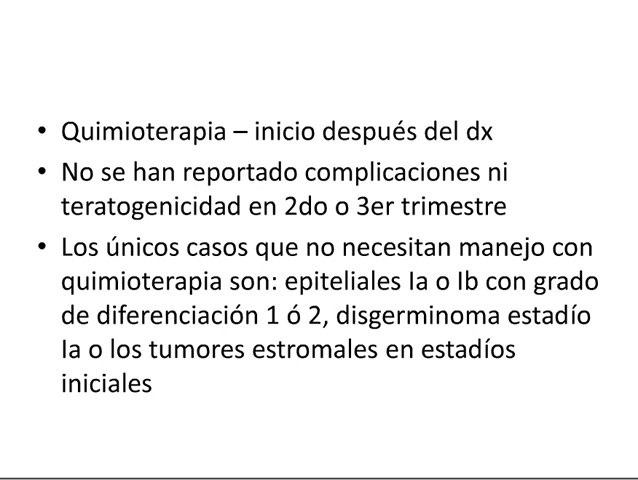 • Quimioterapia – inicio después del dx
• No se han reportado complicaciones ni
teratogenicidad en 2do o 3er trimestre
• Los únicos casos que no necesitan manejo con
quimioterapia son: epiteliales Ia o Ib con grado
de diferenciación 1 ó 2, disgerminoma estadío
Ia o los tumores estromales en estadíos
iniciales